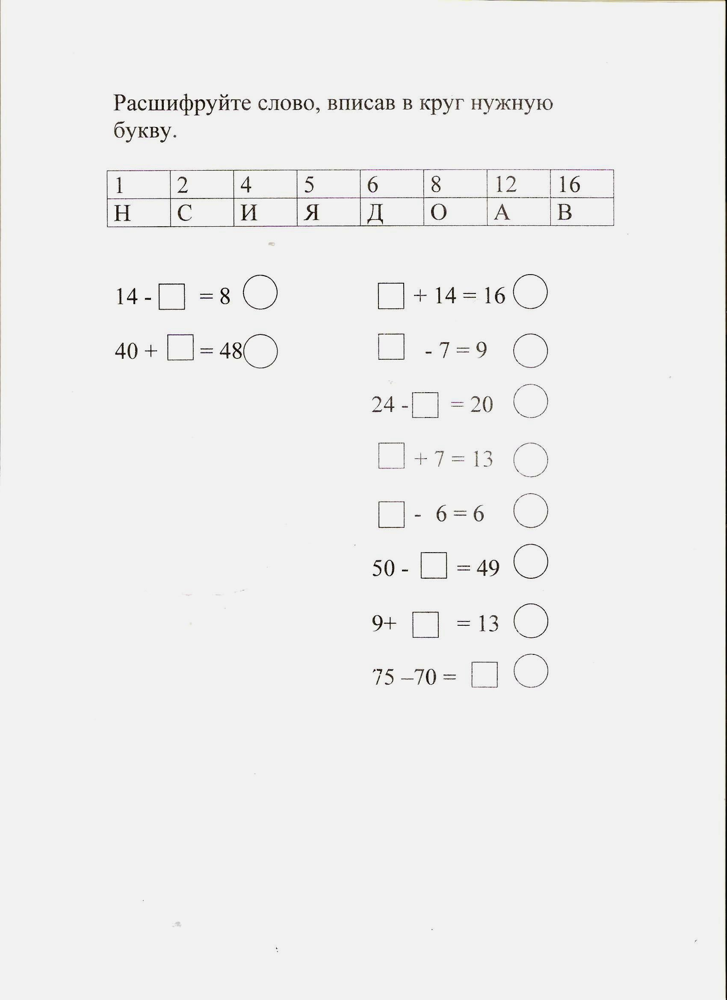 Расшифруйте слово, вписав в круг нужную
букву.
1 2 4 5 6 8 12 16
Н С И Я Д О А В
14 - = 8
40 + = 48
+ 14 = 16
- 7 = 9
24 - = 20
+ 7 = 13
- 6 = 6
50 - = 49
9+ = 13
75 –70 =